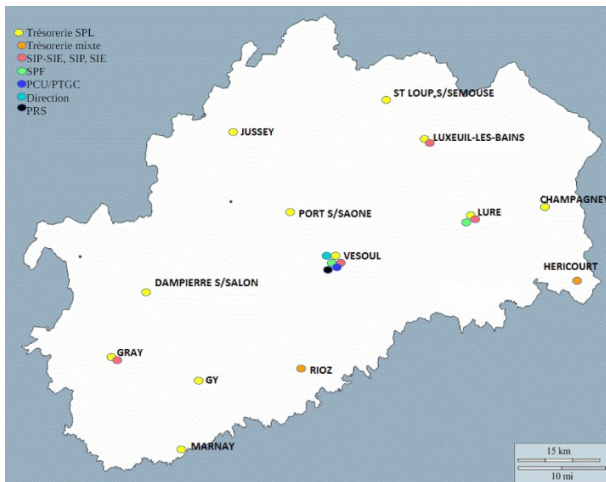 Trésorerie SPL
Trésorerie mixte
SIP-SIE, SIP, SIE
SPF
PCU/PTGC
Direction
PRS
ST LOUP,S/SEMOUSE
JUSSEY
LUXEUIL-LES-BAINS
CHAMPAGNEY
PORT S/SAONE
LURE
VESOUL
HERICOURT
DAMPIERRE S/SALON
GRAY
RIOZ
GY
MARNAY
15 km
10 mi